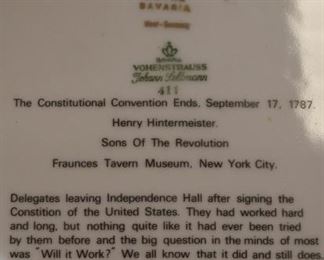 BAVARIA
West-Germany
Bavaria
VOHENSTRAUSS
Johann Seltmann
411
The Constitutional Convention Ends, September 17, 1787.
Henry Hintermeister.
Sons Of The Revolution
Fraunces Tavern Museum, New York City.
Delegates leaving Independence Hall after signing the
Constition of the United States. They had worked hard
and long, but nothing quite like it had ever been tried
by them before and the big question in the minds of most
was "Will it Work?" We all know that it did and still does.